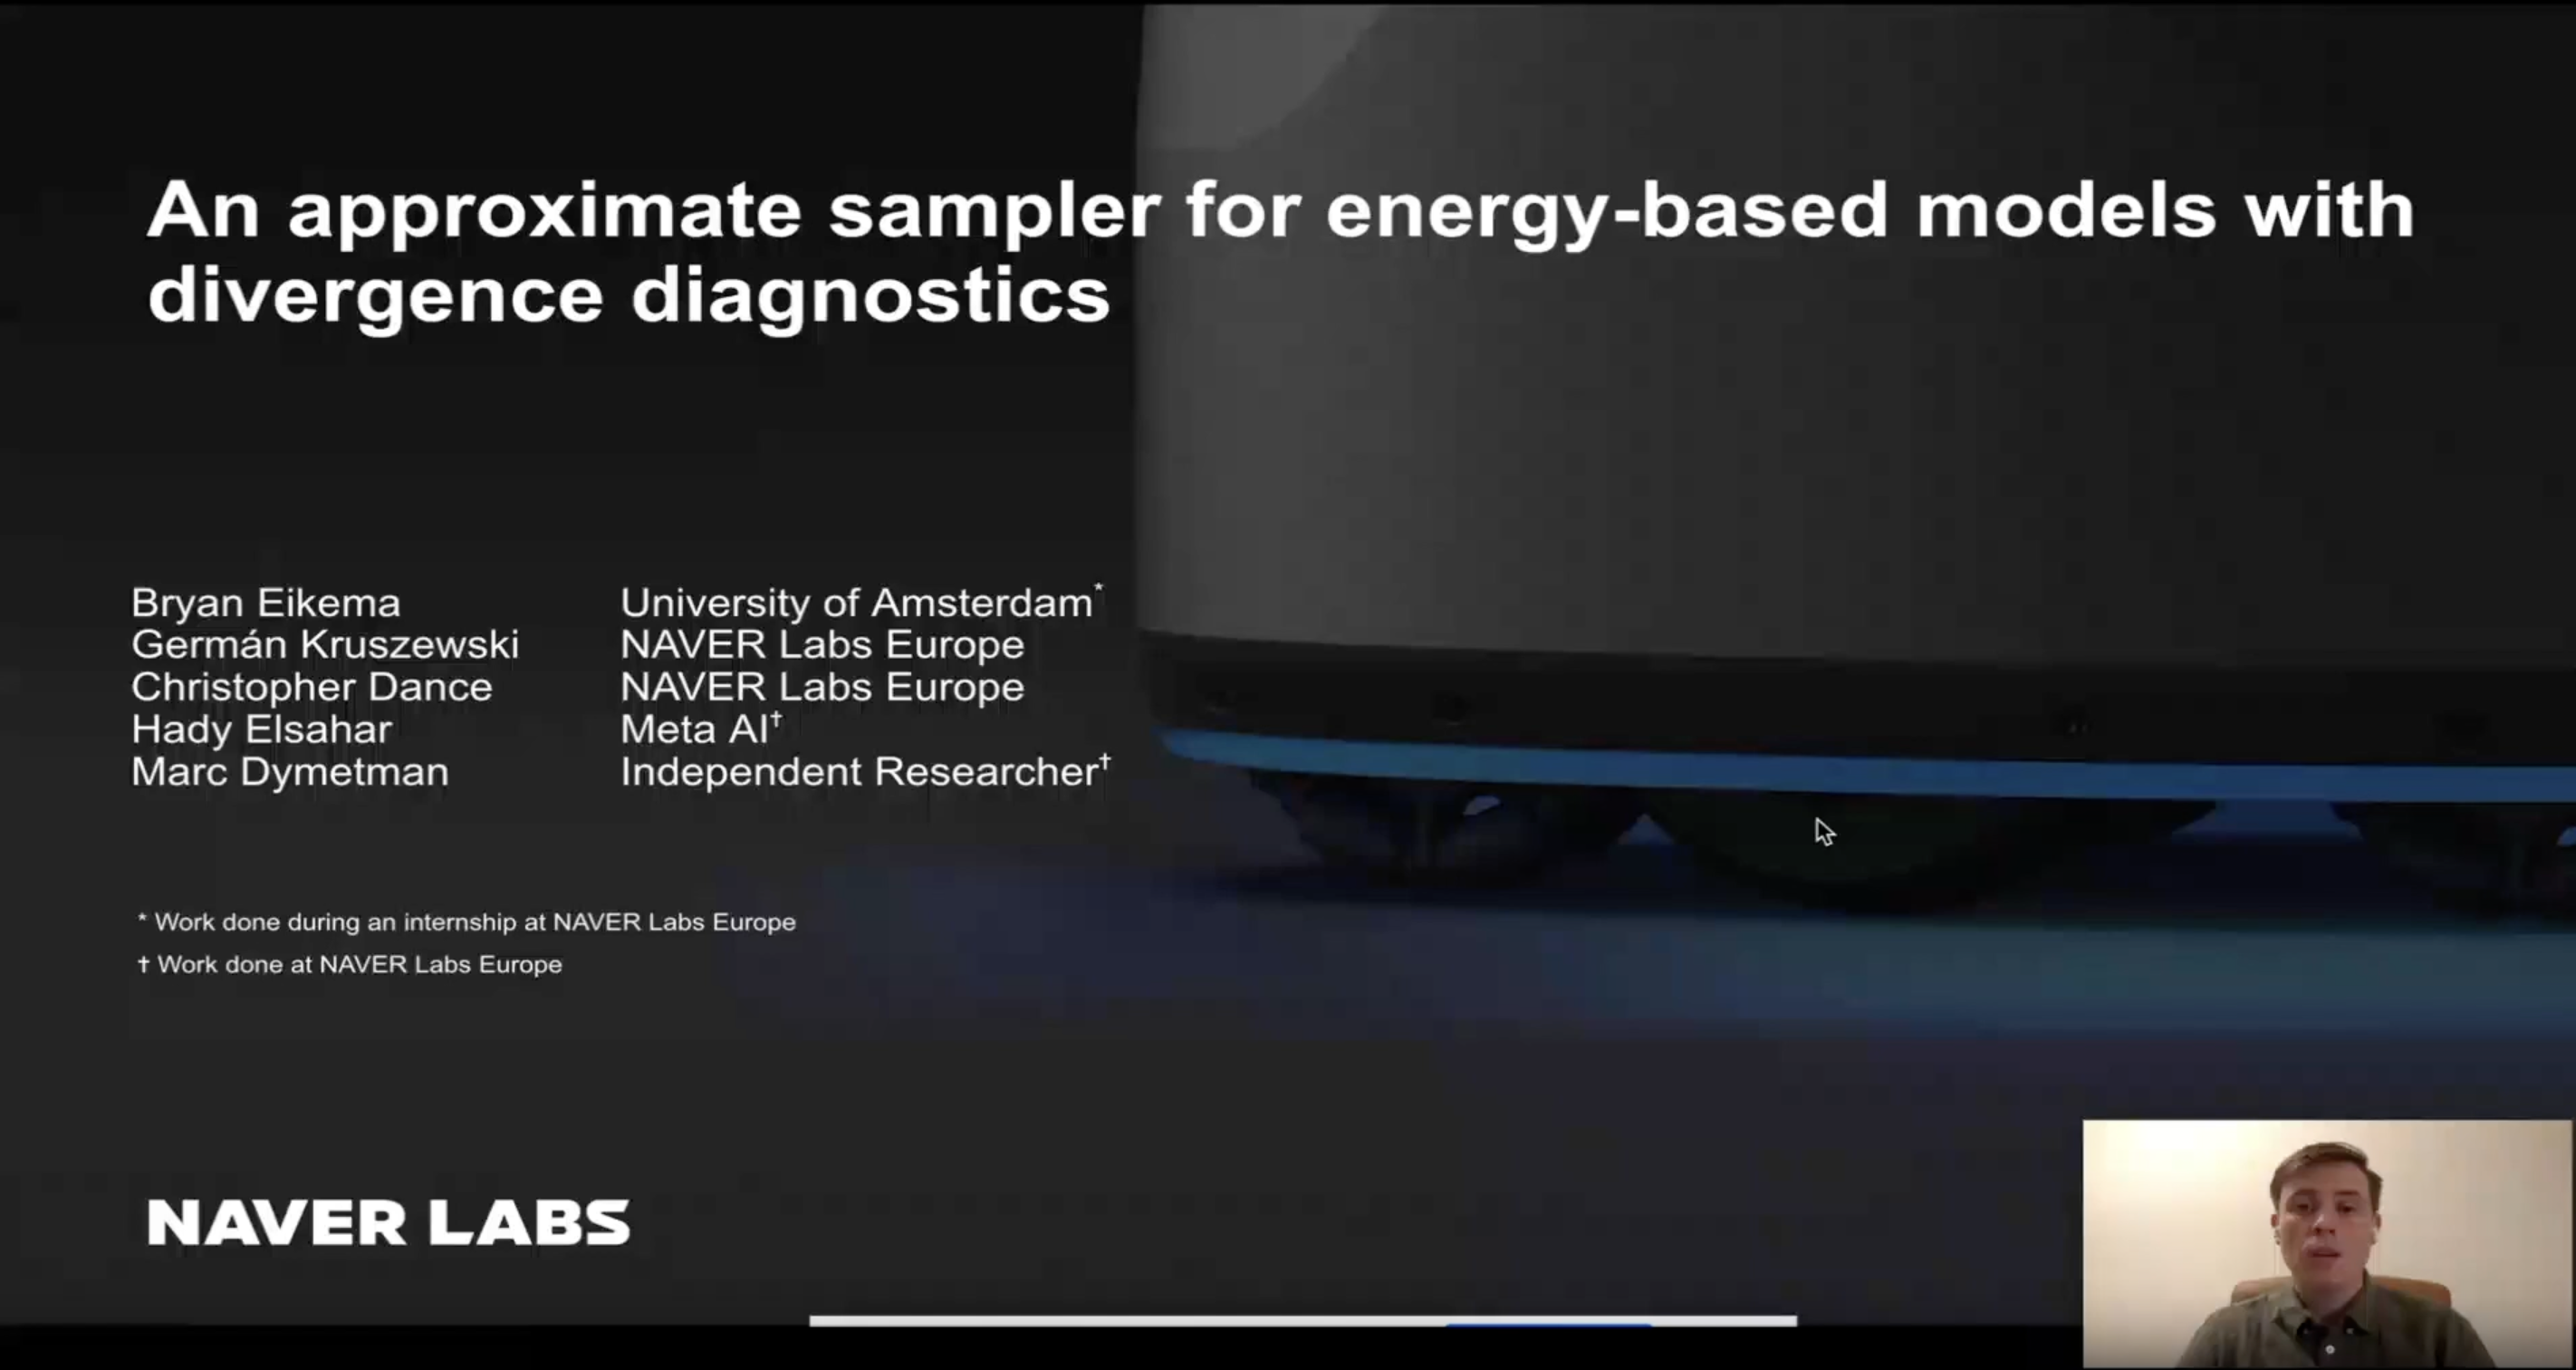 An approximate sampler for energy-based models with
divergence diagnostics
Bryan Eikema University of Amsterdam*
Germán Kruszewski NAVER Labs Europe
Christopher Dance NAVER Labs Europe
Hady Elsahar Meta AI†
Marc Dymetman Independent Researcher†
* Work done during an internship at NAVER Labs Europe
† Work done at NAVER Labs Europe
NAVER LABS